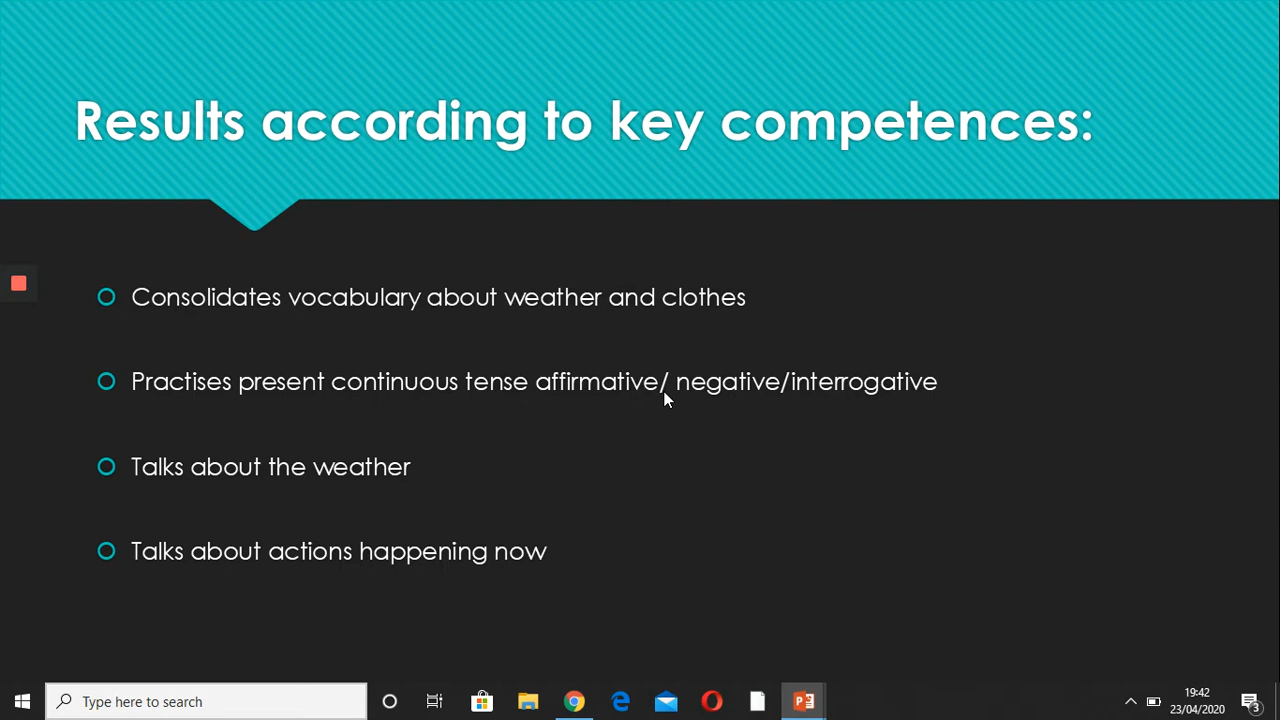 Results according to key competences:
Consolidates vocabulary about weather and clothes
Practises present continuous tense affirmative/ negative/interrogative
Talks about the weather
Talks about actions happening now
Type here to search
19:42
23/04/2020
3